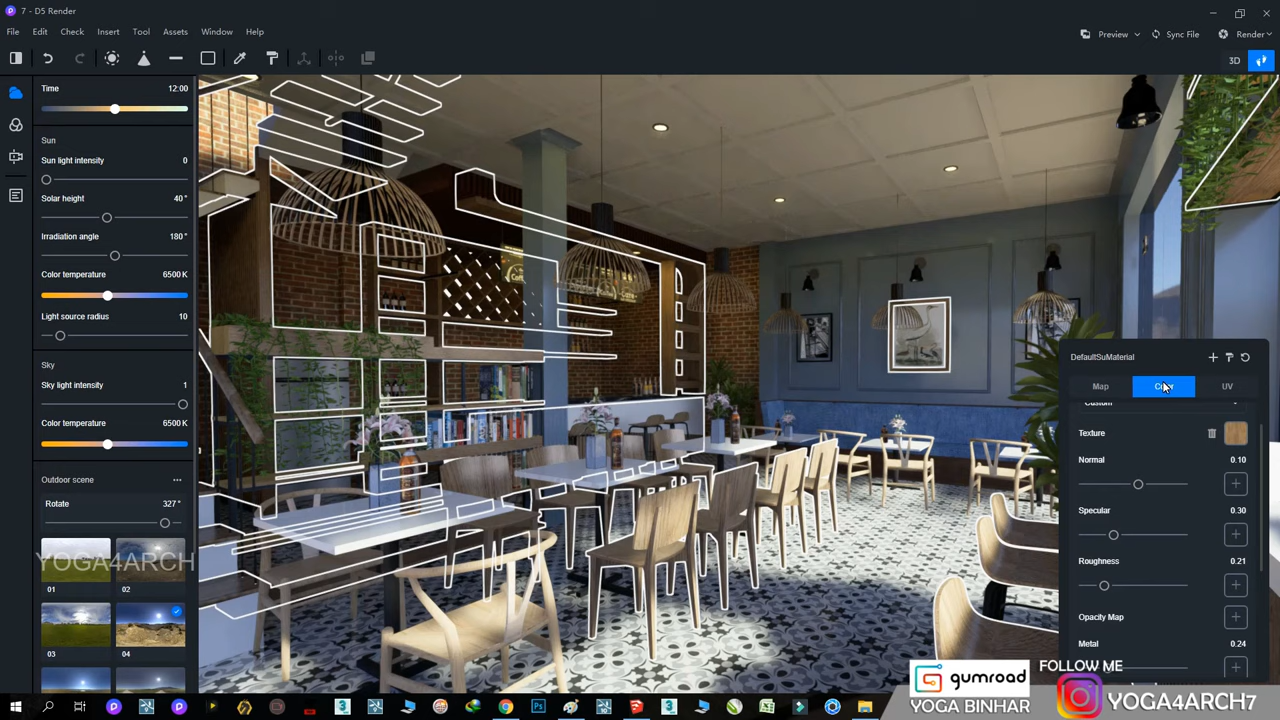 7 - D5 Render
File Edit Check Insert Tool Assets Window Help
Preview Sync File Render
3D
Time 12:00
Sun
Sun light intensity 0
Solar height 40°
Irradiation angle 180°
Color temperature 6500 K
Light source radius 10
Sky
Sky light intensity 1
Color temperature 6500 K
Outdoor scene ...
Rotate 327°
YOGA4ARCH
01 02
03 04
DefaultSuMaterial
Map Color UV
Custom
Texture
Normal 0.10
Specular 0.30
Roughness 0.21
Opacity Map
Metal 0.24
gumroad
YOGA BINHAR
FOLLOW ME
YOGA4ARCH7